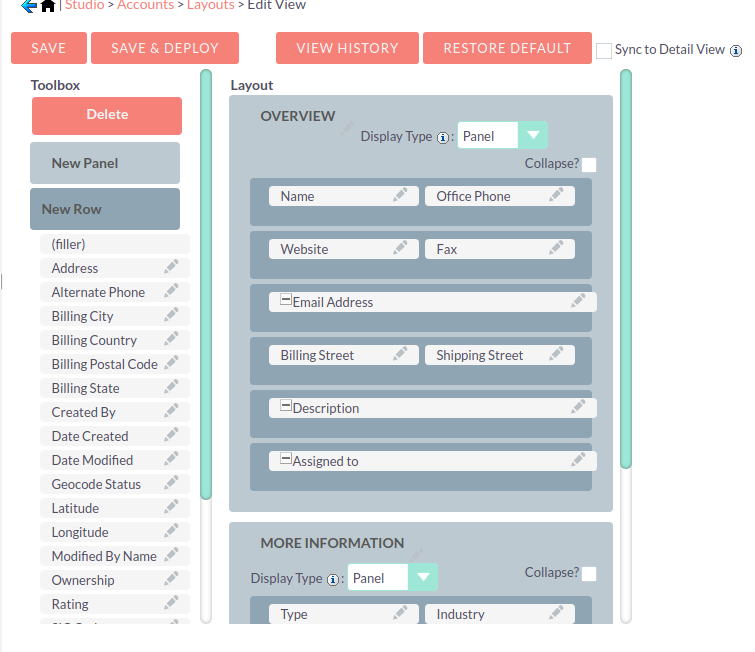 | Studio > Accounts > Layouts > Edit View
SAVE
SAVE & DEPLOY
VIEW HISTORY
RESTORE DEFAULT
Sync to Detail View
Toolbox
Delete
New Panel
New Row
(filler)
Address
Alternate Phone
Billing City
Billing Country
Billing Postal Code
Billing State
Created By
Date Created
Date Modified
Geocode Status
Latitude
Longitude
Modified By Name
Ownership
Rating
Layout
OVERVIEW
Display Type : Panel
Collapse?
Name
Office Phone
Website
Fax
Email Address
Billing Street
Shipping Street
Description
Assigned to
MORE INFORMATION
Display Type : Panel
Collapse?
Type
Industry